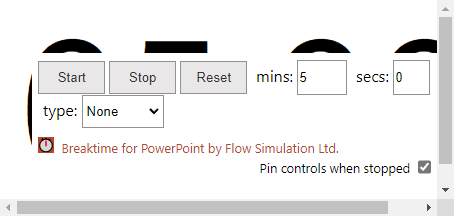 Start Stop Reset mins: 5 secs: 0
type: None
Breaktime for PowerPoint by Flow Simulation Ltd.
Pin controls when stopped